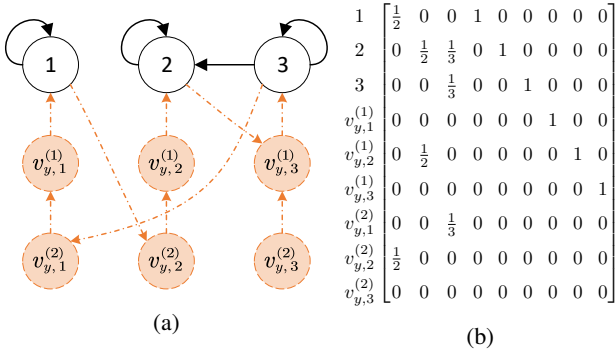 1 2 3
v_{y,1}^{(1)} v_{y,2}^{(1)} v_{y,3}^{(1)}
v_{y,1}^{(2)} v_{y,2}^{(2)} v_{y,3}^{(2)}
(a)
1 [ 1/2 0 0 1 0 0 0 0 0 ]
2 [ 0 1/2 1/3 0 1 0 0 0 0 ]
3 [ 0 0 1/3 0 0 1 0 0 0 ]
v_{y,1}^{(1)} [ 0 0 0 0 0 0 1 0 0 ]
v_{y,2}^{(1)} [ 0 0 0 0 0 0 0 1 0 ]
v_{y,3}^{(1)} [ 0 1/2 0 0 0 0 0 0 1 ]
v_{y,1}^{(2)} [ 0 0 1/3 0 0 0 0 0 0 ]
v_{y,2}^{(2)} [ 1/2 0 0 0 0 0 0 0 0 ]
v_{y,3}^{(2)} [ 0 0 0 0 0 0 0 0 0 ]
(b)